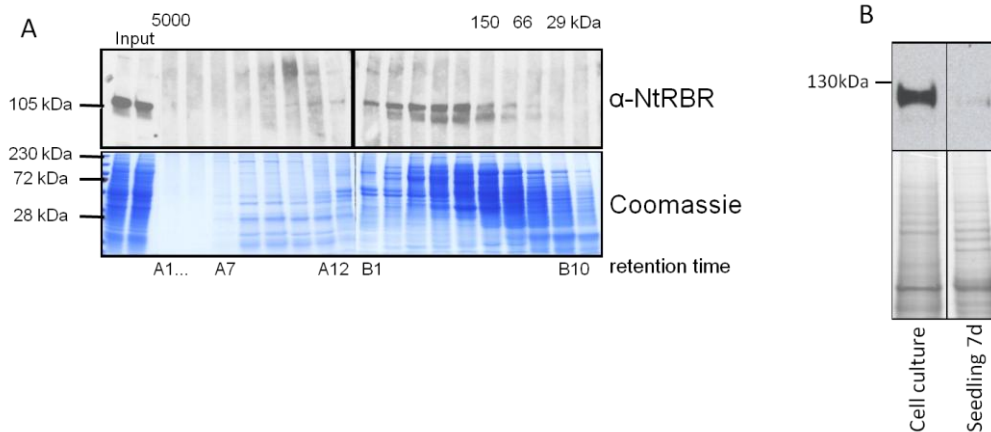 A
5000
150 66 29 kDa
Input
105 kDa
α-NtRBR
230 kDa
72 kDa
28 kDa
Coomassie
A1... A7 A12 B1 B10 retention time
B
130kDa
Cell culture
Seedling 7d